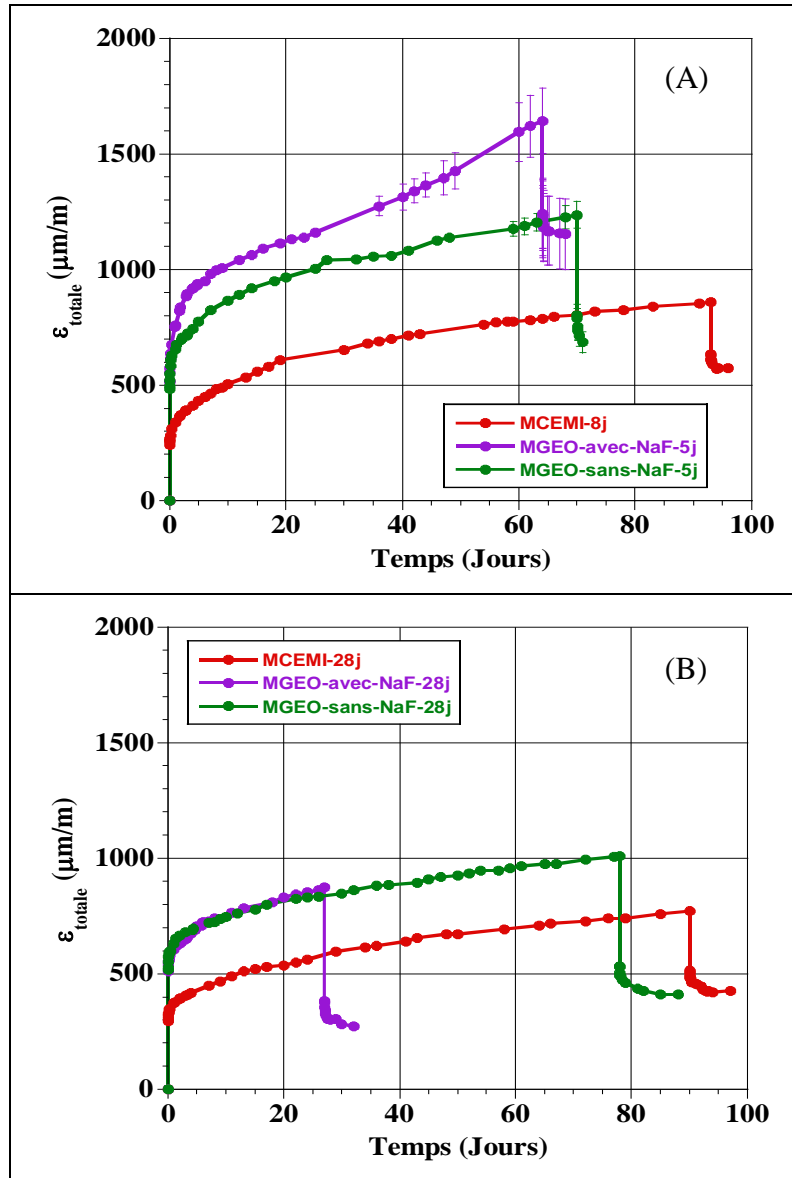 2000
1500
1000
500
0
ε totale (μm/m)
(A)
MCEMI-8j
MGEO-avec-NaF-5j
MGEO-sans-NaF-5j
0 20 40 60 80 100
Temps (Jours)
2000
1500
1000
500
0
ε totale (μm/m)
MCEMI-28j
MGEO-avec-NaF-28j
MGEO-sans-NaF-28j
(B)
0 20 40 60 80 100
Temps (Jours)